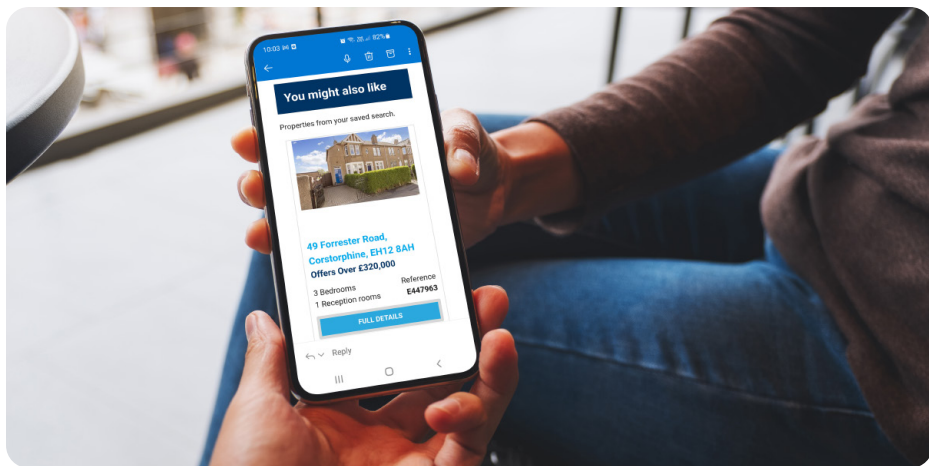 10:03
82%
You might also like
Properties from your saved search.
49 Forrester Road,
Corstorphine, EH12 8AH
Offers Over £320,000
3 Bedrooms
1 Reception rooms
Reference
E447963
FULL DETAILS
Reply